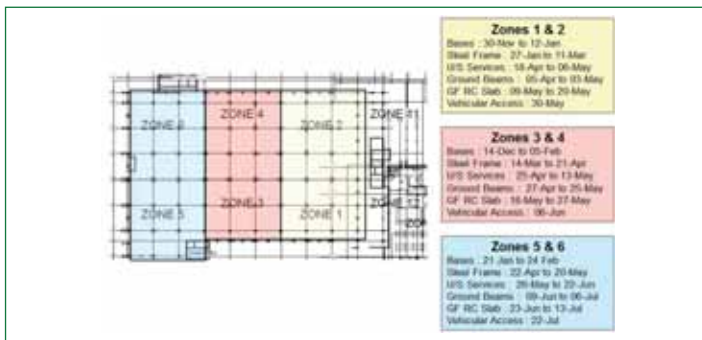 ZONE 6
ZONE 4
ZONE 2
ZONE 5
ZONE 3
ZONE 1
Zones 1 & 2
Bases : 30-Nov to 12-Jan
Steel Frame : 27-Jan to 11-Mar
U/S Services : 18-Apr to 06-May
Ground Beams : 05-Apr to 03-May
GF RC Slab : 09-May to 20-May
Vehicular Access : 30-May
Zones 3 & 4
Bases : 14-Dec to 05-Feb
Steel Frame : 14-Mar to 21-Apr
U/S Services : 25-Apr to 13-May
Ground Beams : 27-Apr to 25-May
GF RC Slab : 16-May to 27-May
Vehicular Access : 06-Jun
Zones 5 & 6
Bases : 21 Jan to 24 Feb
Steel Frame : 22-Apr to 20-May
U/S Services : 26-May to 22-Jun
Ground Beams : 09-Jun to 06-Jul
GF RC Slab : 23-Jun to 13-Jul
Vehicular Access : 22-Jul